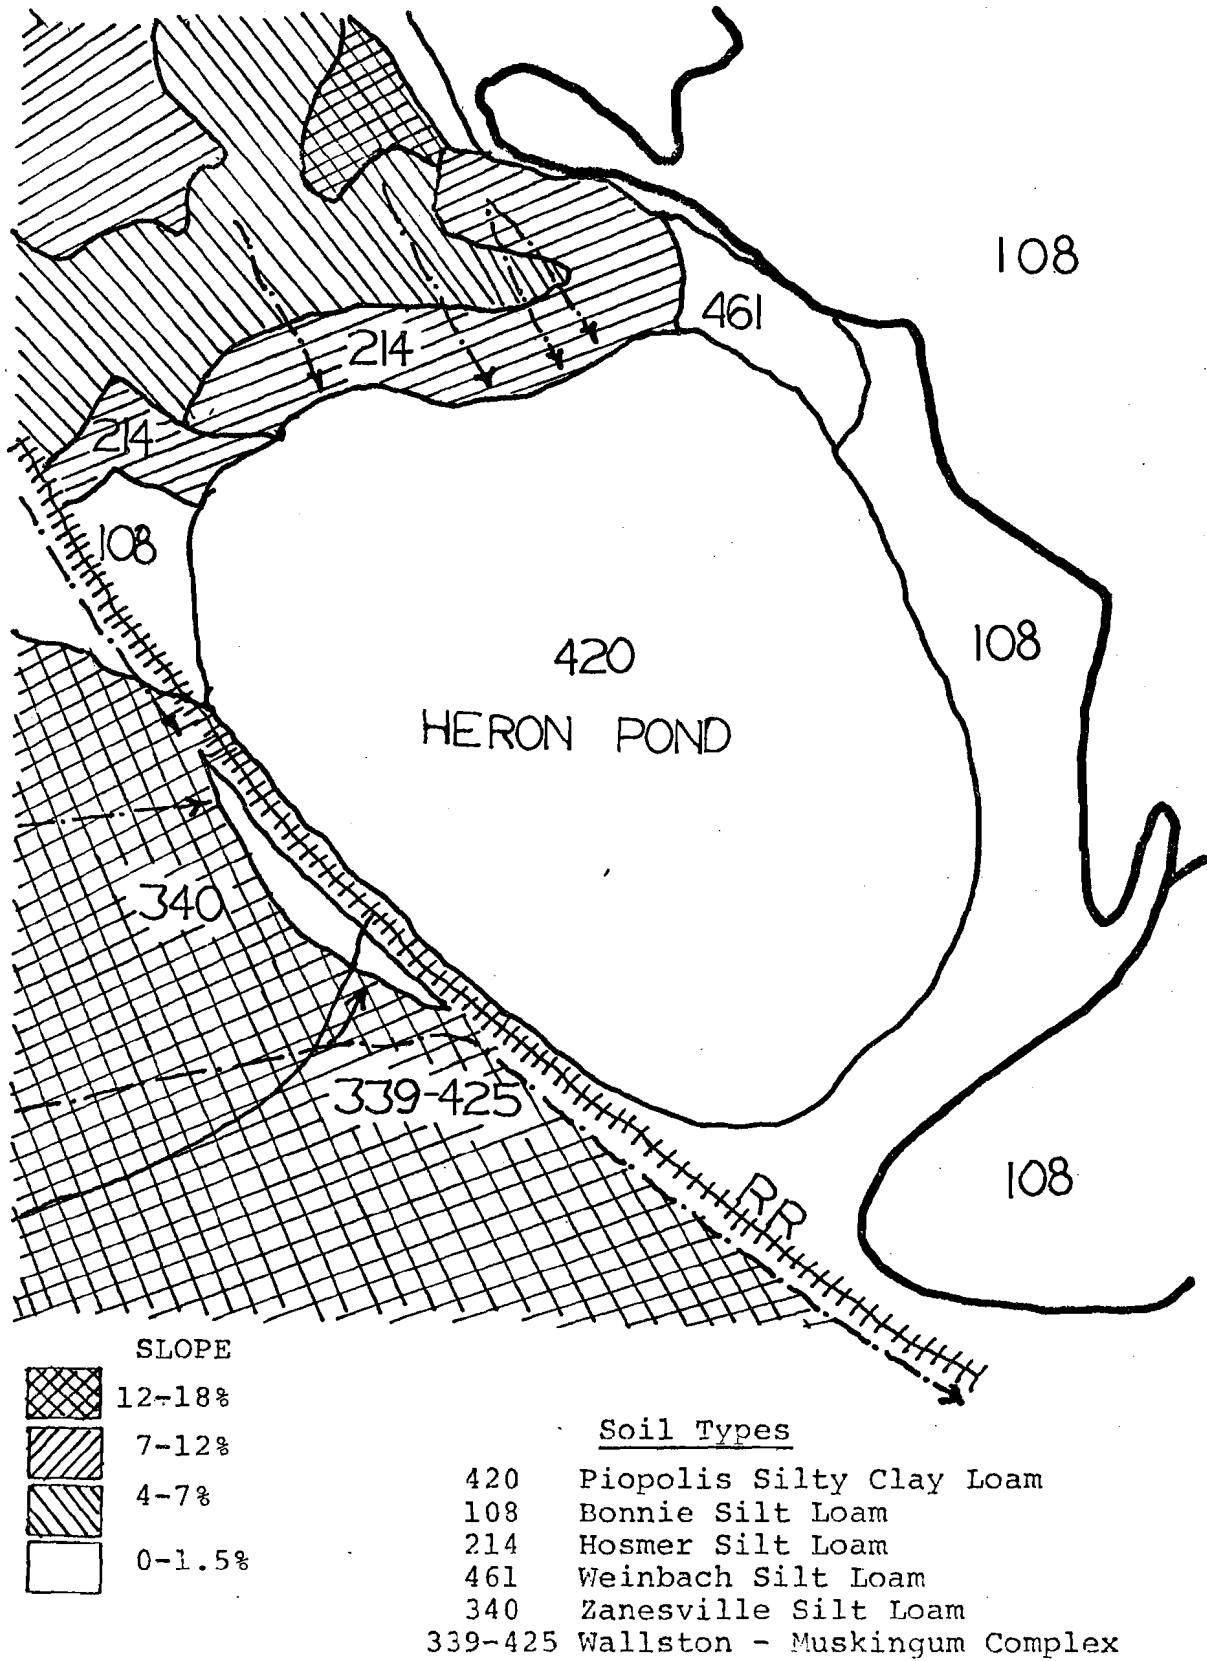 108
461
214
214
108
420
108
HERON POND
340
339-425
RR
108
SLOPE
12-18%
7-12%
4-7%
0-1.5%
Soil Types
420 Piopolis Silty Clay Loam
108 Bonnie Silt Loam
214 Hosmer Silt Loam
461 Weinbach Silt Loam
340 Zanesville Silt Loam
339-425 Wallston - Muskingum Complex